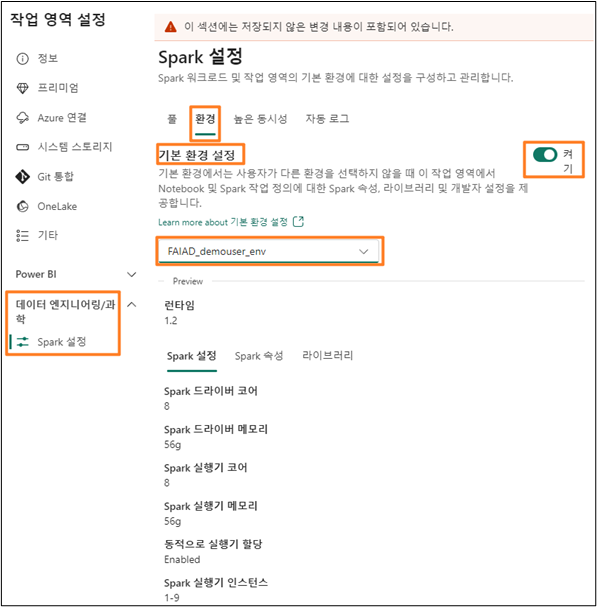 작업 영역 설정
정보
프리미엄
Azure 연결
시스템 스토리지
Git 통합
OneLake
기타
Power BI
데이터 엔지니어링/과
학
Spark 설정
이 섹션에는 저장되지 않은 변경 내용이 포함되어 있습니다.
Spark 설정
Spark 워크로드 및 작업 영역의 기본 환경에 대한 설정을 구성하고 관리합니다.
풀 환경 높은 동시성 자동 로그
기본 환경 설정
켜
기
기본 환경에서는 사용자가 다른 환경을 선택하지 않을 때 이 작업 영역에서
Notebook 및 Spark 작업 정의에 대한 Spark 속성, 라이브러리 및 개발자 설정을 제
공합니다.
Learn more about 기본 환경 설정
FAIAD_demouser_env
Preview
런타임
1.2
Spark 설정 Spark 속성 라이브러리
Spark 드라이버 코어
8
Spark 드라이버 메모리
56g
Spark 실행기 코어
8
Spark 실행기 메모리
56g
동적으로 실행기 할당
Enabled
Spark 실행기 인스턴스
1-9